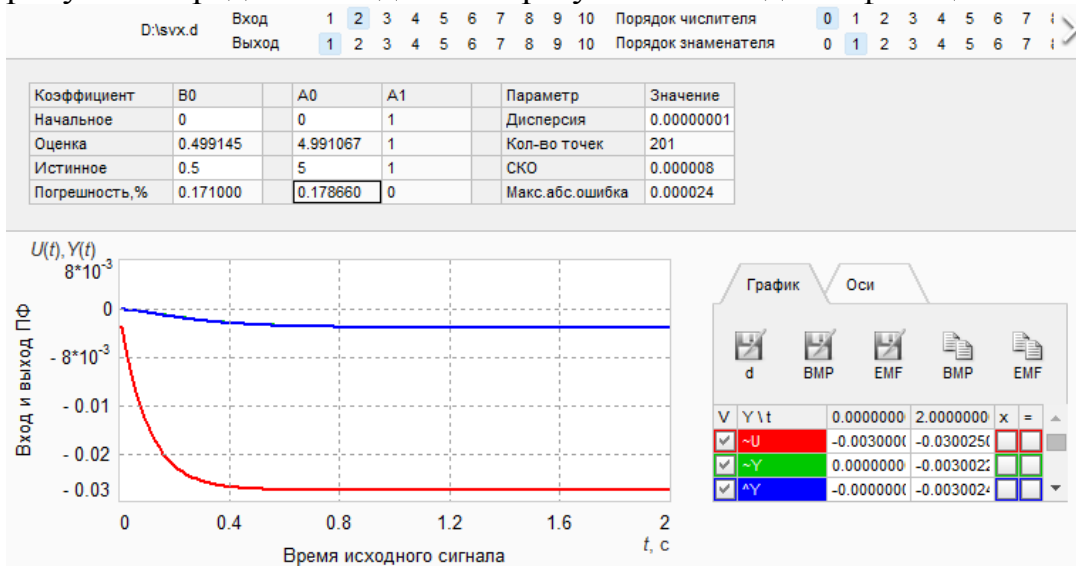 D:\svx.d
Вход 1 2 3 4 5 6 7 8 9 10 Порядок числителя 0 1 2 3 4 5 6 7
Выход 1 2 3 4 5 6 7 8 9 10 Порядок знаменателя 0 1 2 3 4 5 6 7
Коэффициент B0 A0 A1 Параметр Значение
Начальное 0 0 1 Дисперсия 0.00000001
Оценка 0.499145 4.991067 1 Кол-во точек 201
Истинное 0.5 5 1 СКО 0.000008
Погрешность,% 0.171000 0.178660 0 Макс.абс.ошибка 0.000024
U(t),Y(t)
8*10-3
0
- 8*10-3
- 0.01
- 0.02
- 0.03
Вход и выход ПФ
0 0.4 0.8 1.2 1.6 2
t, с
Время исходного сигнала
График Оси
d BMP EMF BMP EMF
V Y\t 0.0000000 2.0000000 x =
~U -0.0030000 -0.030025
~Y 0.0000000 -0.0030022
^Y -0.0000000 -0.003002